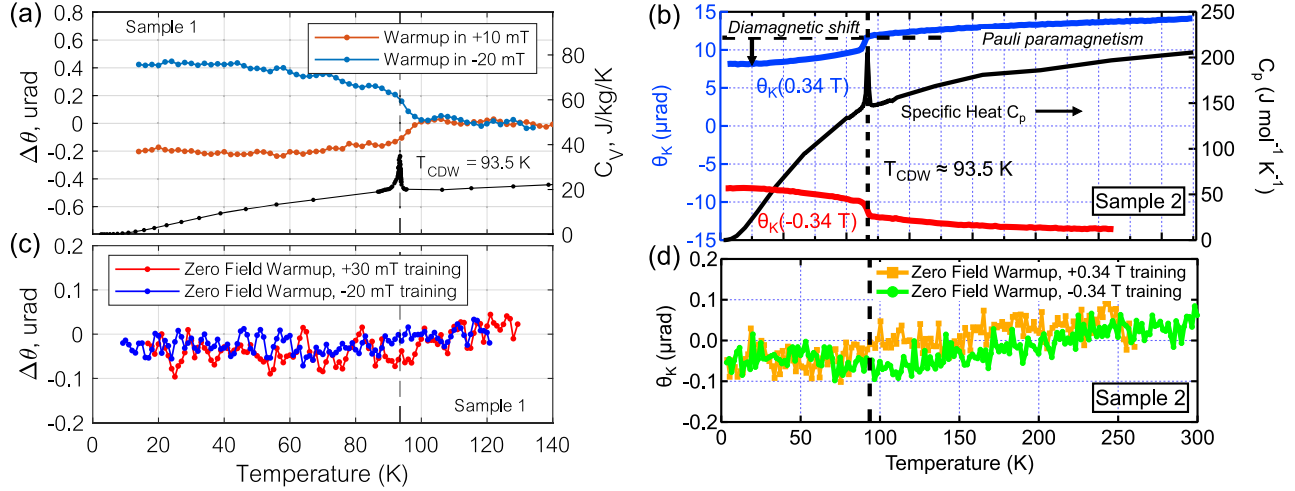 (a)
Sample 1
Warmup in +10 mT
Warmup in -20 mT
T_CDW = 93.5 K
Δθ, urad
0.8
0.6
0.4
0.2
0
-0.2
-0.4
-0.6
80
60
40
20
0
C_V, J/kg/K
(b)
Diamagnetic shift
Pauli paramagnetism
θ_K(0.34 T)
Specific Heat C_p
T_CDW ≈ 93.5 K
θ_K(-0.34 T)
Sample 2
θ_K (μrad)
15
10
5
0
-5
-10
-15
250
200
150
100
50
0
C_p (J mol⁻¹ K⁻¹)
(c)
Zero Field Warmup, +30 mT training
Zero Field Warmup, -20 mT training
Sample 1
Δθ, urad
0.2
0.1
0
-0.1
-0.2
0 20 40 60 80 100 120 140
Temperature (K)
(d)
Zero Field Warmup, +0.34 T training
Zero Field Warmup, -0.34 T training
Sample 2
θ_K (μrad)
0.2
0.1
0.0
-0.1
-0.2
0 50 100 150 200 250 300
Temperature (K)